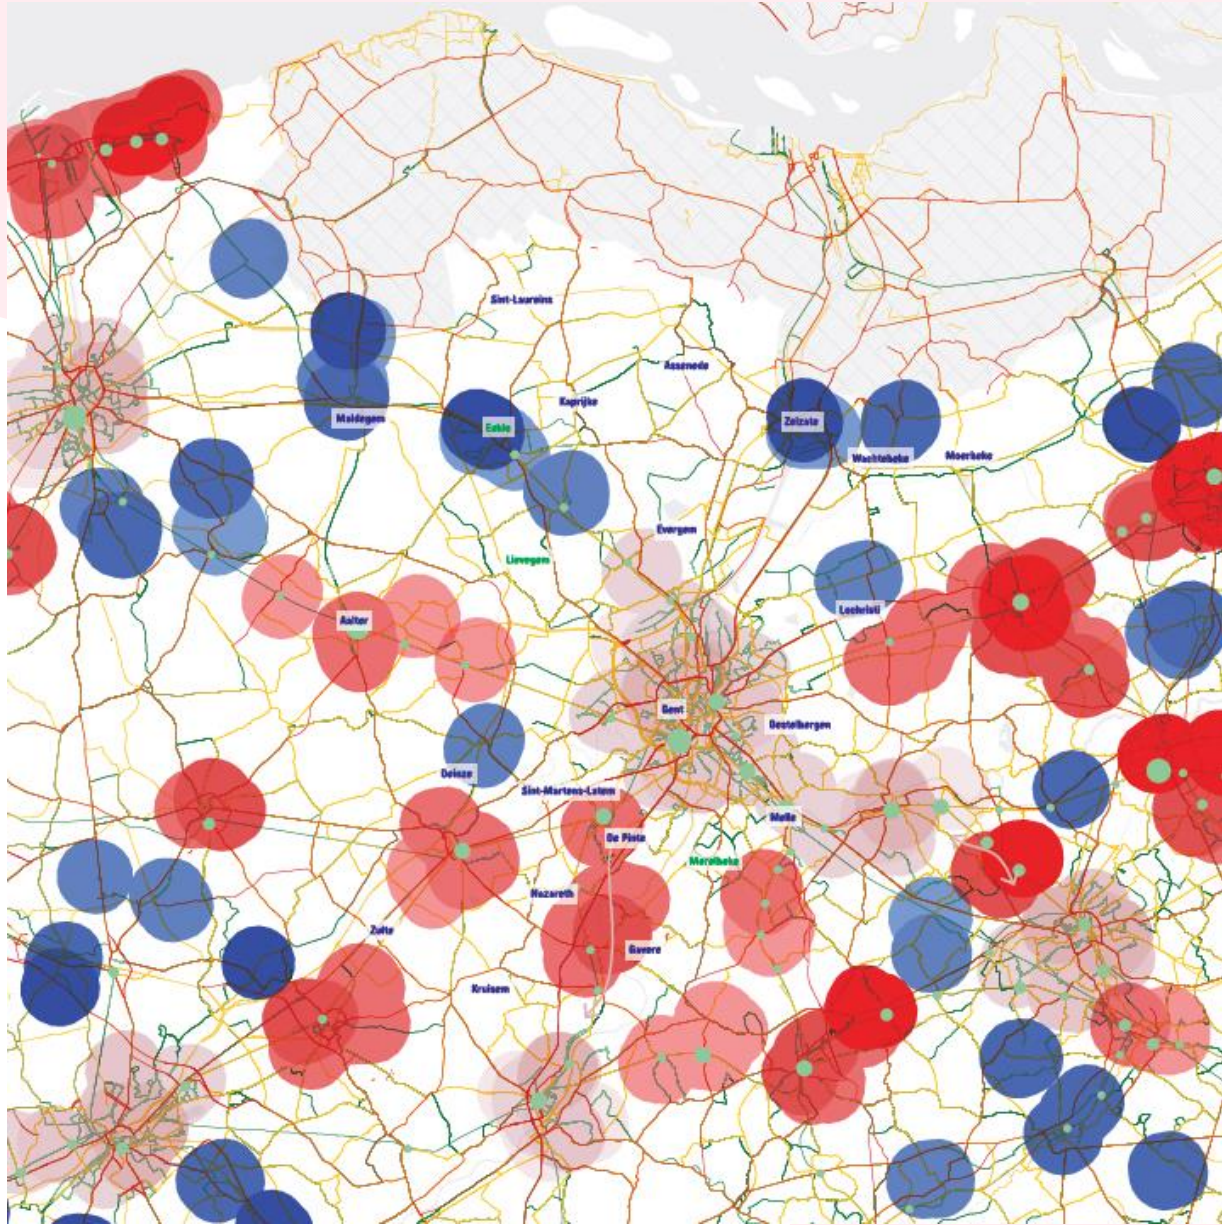 Sint-Laureins
Assenede
Kaprijke
Maldegem
Zelzate
Eeklo
Wachtebeke
Moerbeke
Evergem
Lievegem
Lochristi
Aalter
Gent
Destelbergen
Deinze
Sint-Martens-Latem
Melle
De Pinte
Merelbeke
Nazareth
Zulte
Gavere
Kruisem